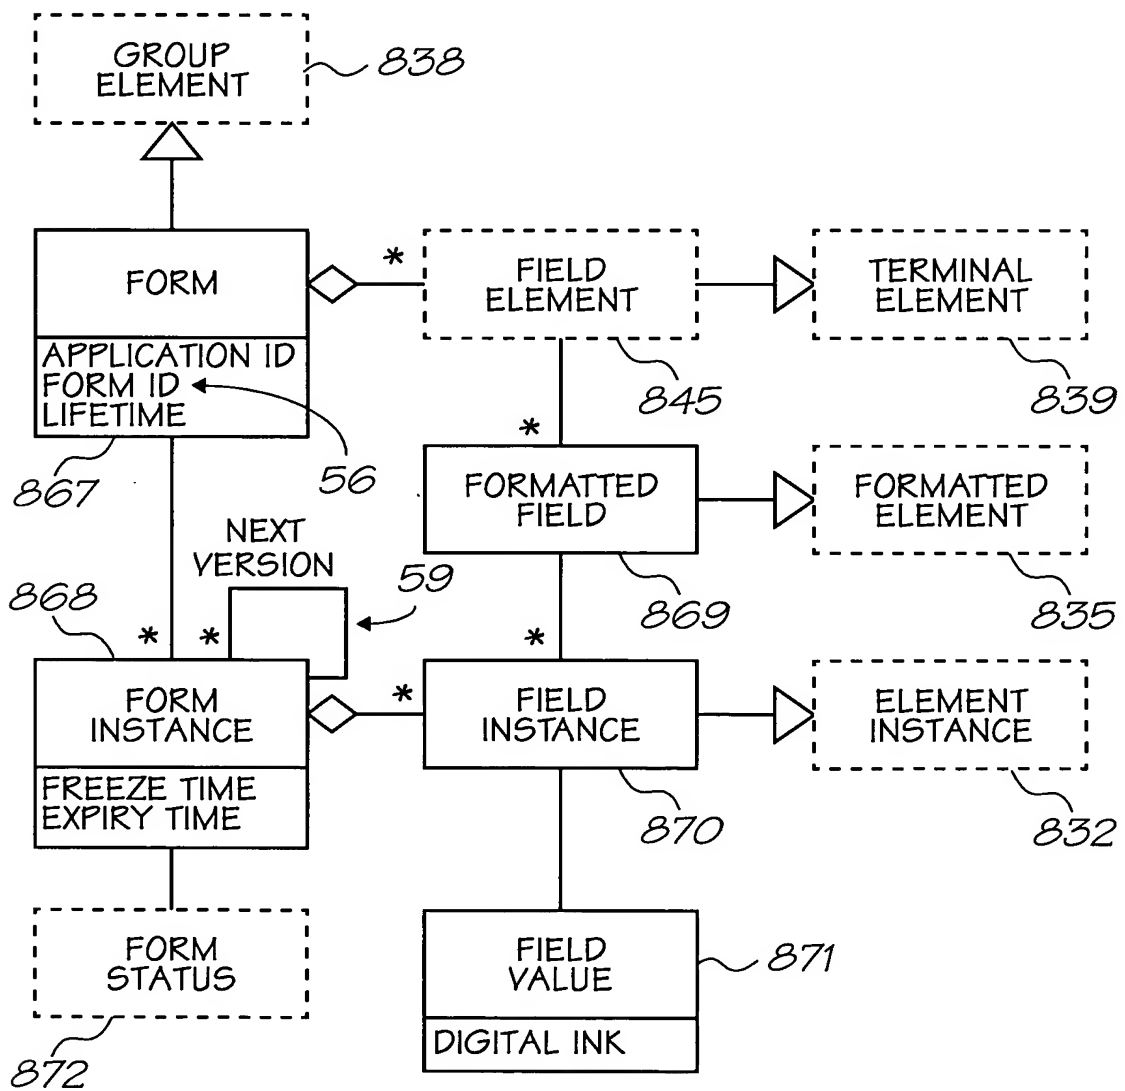 GROUP
ELEMENT
838
FORM
*
FIELD
ELEMENT
TERMINAL
ELEMENT
APPLICATION ID
FORM ID
LIFETIME
845
839
867
56
*
FORMATTED
FIELD
FORMATTED
ELEMENT
NEXT
VERSION
59
869
835
868
*
*
*
FORM
INSTANCE
*
FIELD
INSTANCE
ELEMENT
INSTANCE
FREEZE TIME
EXPIRY TIME
870
832
FORM
STATUS
FIELD
VALUE
871
DIGITAL INK
872